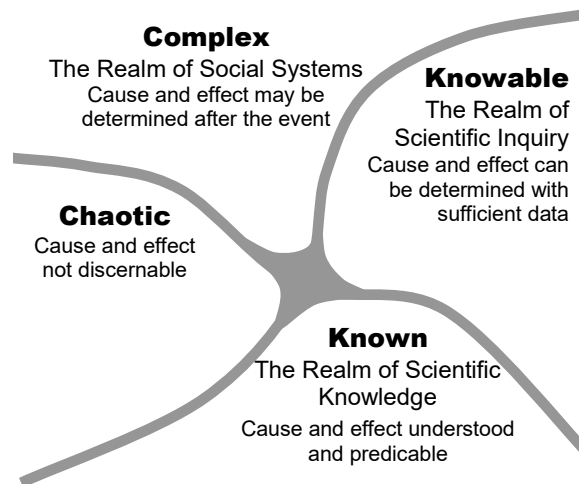 Complex
The Realm of Social Systems
Cause and effect may be
determined after the event
Knowable
The Realm of
Scientific Inquiry
Cause and effect can
be determined with
sufficient data
Chaotic
Cause and effect
not discernable
Known
The Realm of Scientific
Knowledge
Cause and effect understood
and predicable